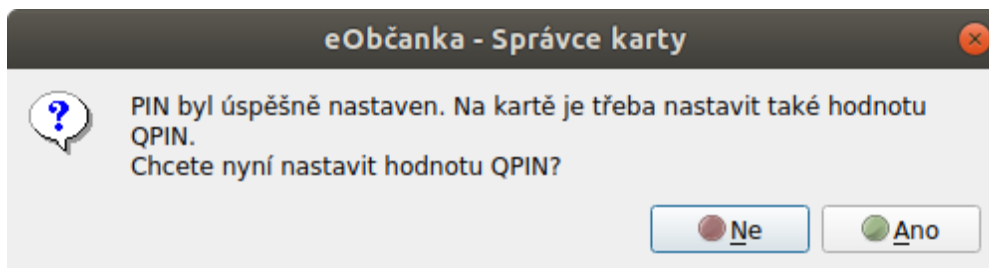 eObčanka - Správce karty
PIN byl úspěšně nastaven. Na kartě je třeba nastavit také hodnotu
QPIN.
Chcete nyní nastavit hodnotu QPIN?
Ne
Ano